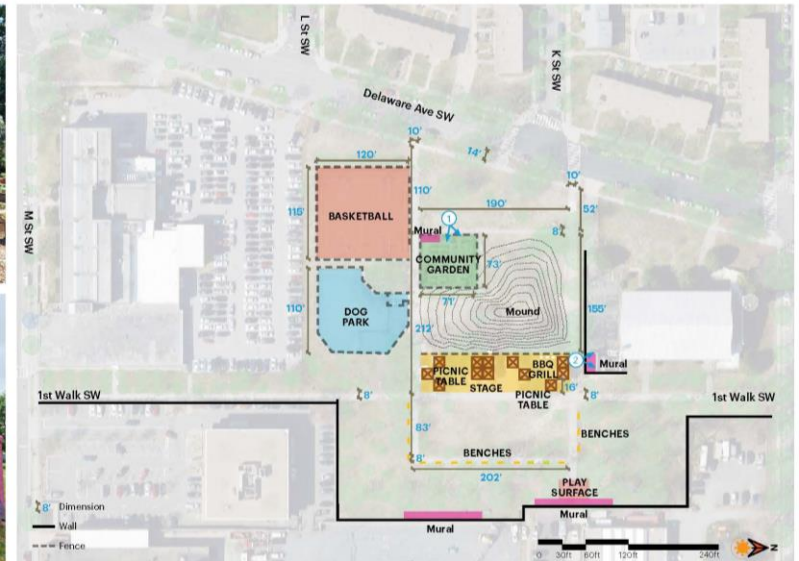 L St SW
K St SW
Delaware Ave SW
10'
14'
120'
10'
110'
190'
52'
115'
BASKETBALL
1
8'
Mural
COMMUNITY
GARDEN
73'
M St SW
71'
110'
DOG
PARK
Mound
155'
212'
2
Mural
PICNIC
TABLE
STAGE
BBQ
GRILL
16'
PICNIC
TABLE
1st Walk SW
8'
8'
1st Walk SW
83'
BENCHES
BENCHES
8'
202'
PLAY
SURFACE
Mural
Mural
8' Dimension
Wall
Fence
0 30ft 60ft 120ft 240ft
N